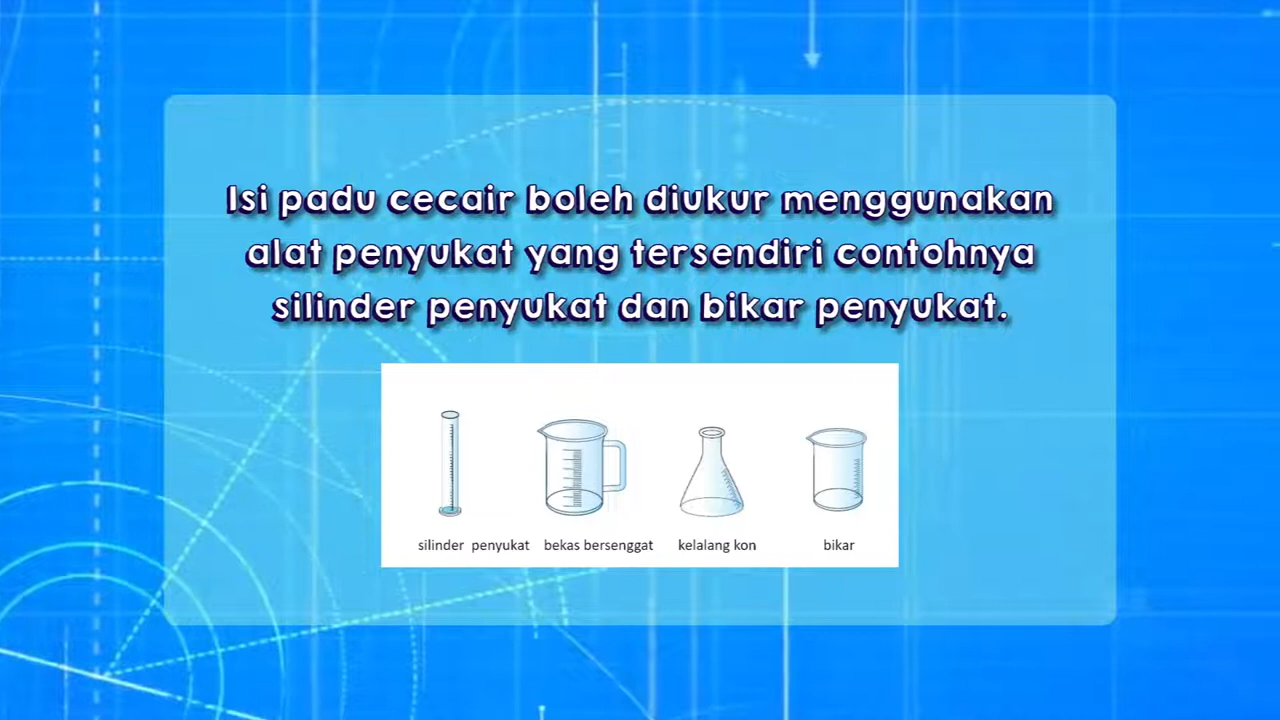 Isi padu cecair boleh diukur menggunakan
alat penyukat yang tersendiri contohnya
silinder penyukat dan bikar penyukat.
silinder penyukat bekas bersenggat kelalang kon bikar